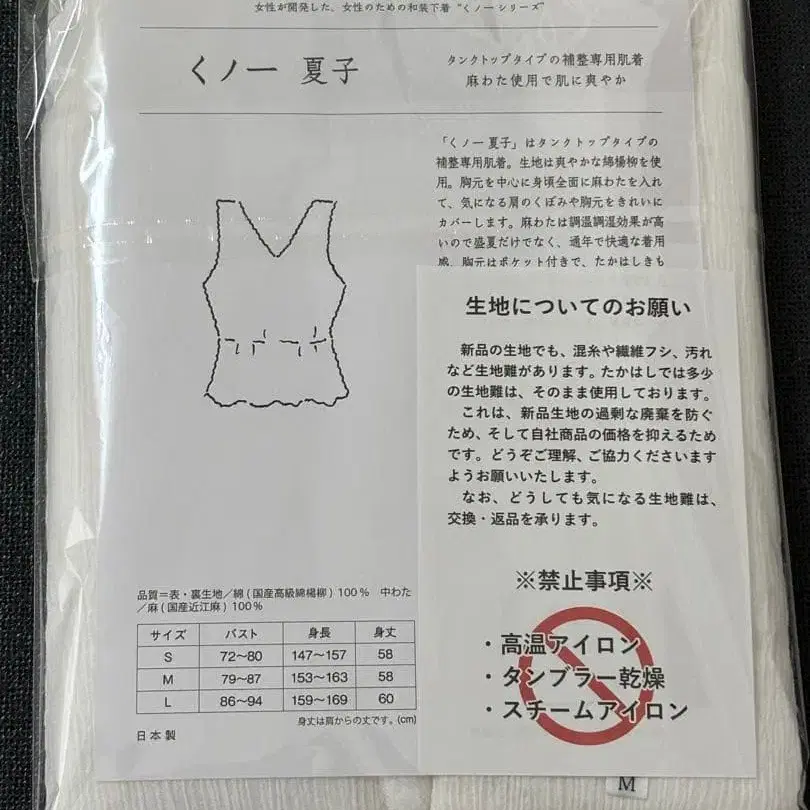 女性が開発した、女性のための和装下着 “くノ一シリーズ”
くノ一 夏子
タンクトップタイプの補整専用肌着
麻わた使用で肌に爽やか
「くノ一 夏子」はタンクトップタイプの
補整専用肌着。生地は爽やかな綿楊柳を使
用。胸元を中心に身頃全面に麻わたを入れ
て、気になる肩のくぼみや胸元をきれいに
カバーします。麻わたは調温調湿効果が高
いので盛夏だけでなく、通年で快適な着用
感。胸元はポケット付きで、たかはしきも
生地についてのお願い
新品の生地でも、混糸や繊維フシ、汚れ
など生地難があります。たかはしでは多少
の生地難は、そのまま使用しております。
これは、新品生地の過剰な廃棄を防ぐ
ため、そして自社商品の価格を抑えるため
です。どうぞご理解、ご協力くださいます
ようお願いいたします。
なお、どうしても気になる生地難は、
交換・返品を承ります。
※禁止事項※
・高温アイロン
・タンブラー乾燥
・スチームアイロン
品質＝表・裏生地／綿 ( 国産高級綿楊柳 ) 100％ 中わた
／麻 ( 国産近江麻 ) 100％
サイズ バスト 身長 身丈
S 72〜80 147〜157 58
M 79〜87 153〜163 58
L 86〜94 159〜169 60
身丈は肩からの丈です。(cm)
日本製
M